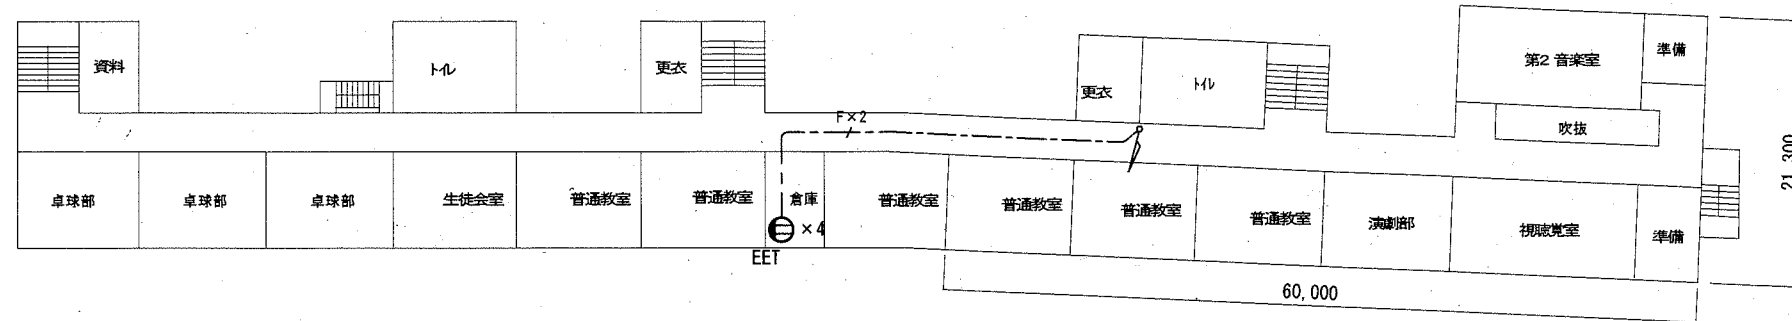 資料
トイレ
更衣
更衣
トイレ
第2 音楽室
準備
吹抜
F×2
卓球部
卓球部
卓球部
生徒会室
普通教室
普通教室
倉庫
普通教室
普通教室
普通教室
普通教室
演劇部
視聴覚室
準備
×4
EET
60,000
21,300